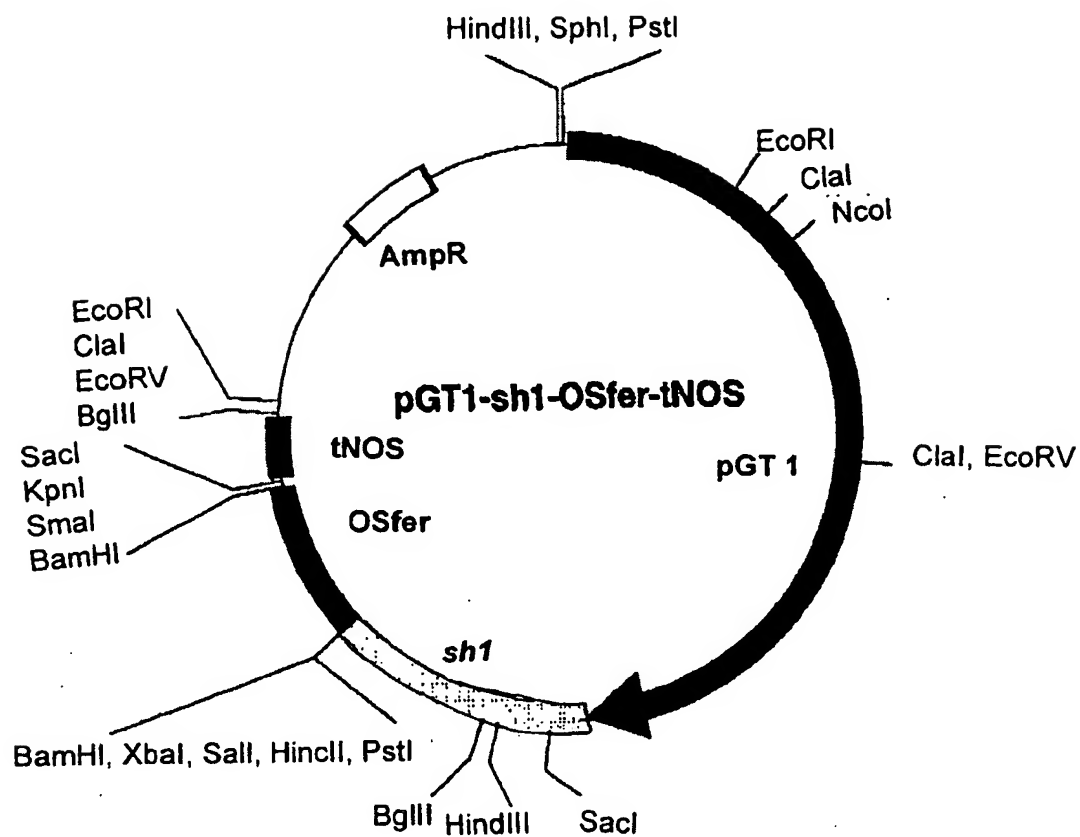 HindIII, SphI, PstI
EcoRI
ClaI
NcoI
AmpR
EcoRI
ClaI
EcoRV
BglII
pGT1-sh1-OSfer-tNOS
tNOS
pGT 1
ClaI, EcoRV
SacI
KpnI
SmaI
BamHI
OSfer
sh1
BamHI, XbaI, SalI, HincII, PstI
BglII
HindIII
SacI